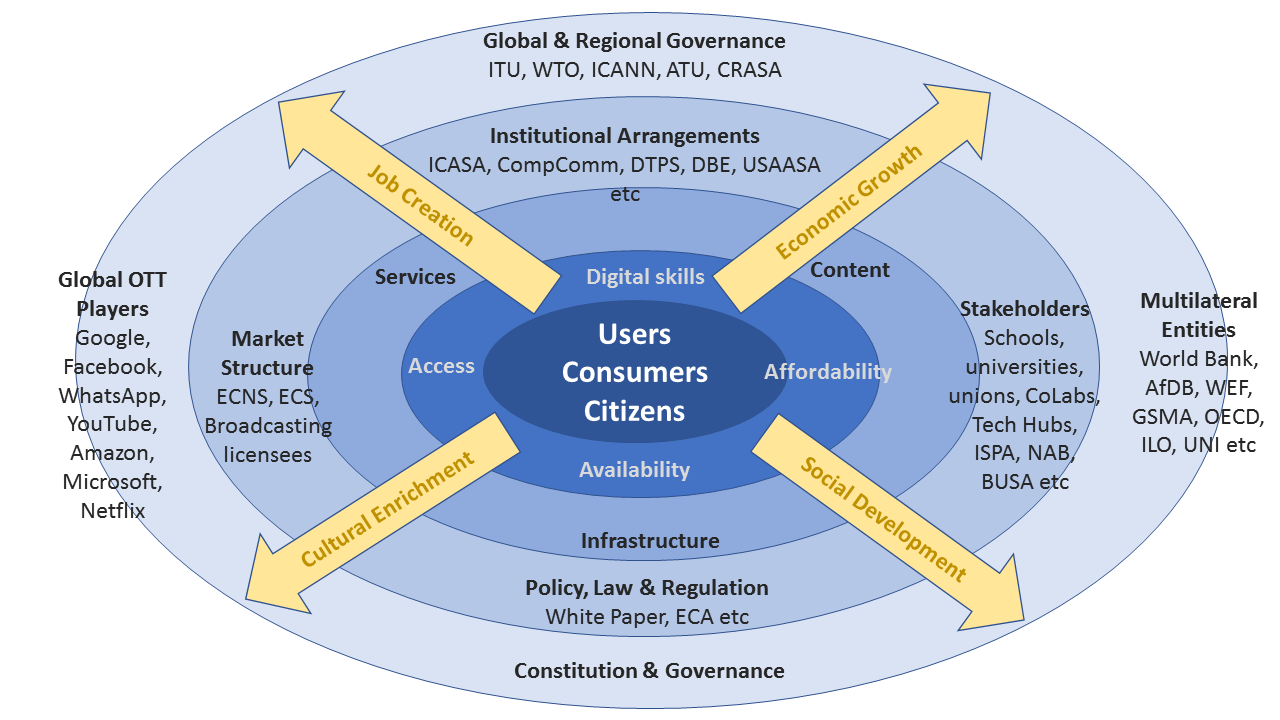 Global & Regional Governance
ITU, WTO, ICANN, ATU, CRASA
Institutional Arrangements
ICASA, CompComm, DTPS, DBE, USAASA
etc
Job Creation
Economic Growth
Services
Digital skills
Content
Global OTT
Players
Google,
Facebook,
WhatsApp,
YouTube,
Amazon,
Microsoft,
Netflix
Market
Structure
ECNS, ECS,
Broadcasting
licensees
Access
Users
Consumers
Citizens
Affordability
Stakeholders
Schools,
universities,
unions, CoLabs,
Tech Hubs,
ISPA, NAB,
BUSA etc
Multilateral
Entities
World Bank,
AfDB, WEF,
GSMA, OECD,
ILO, UNI etc
Availability
Cultural Enrichment
Social Development
Infrastructure
Policy, Law & Regulation
White Paper, ECA etc
Constitution & Governance